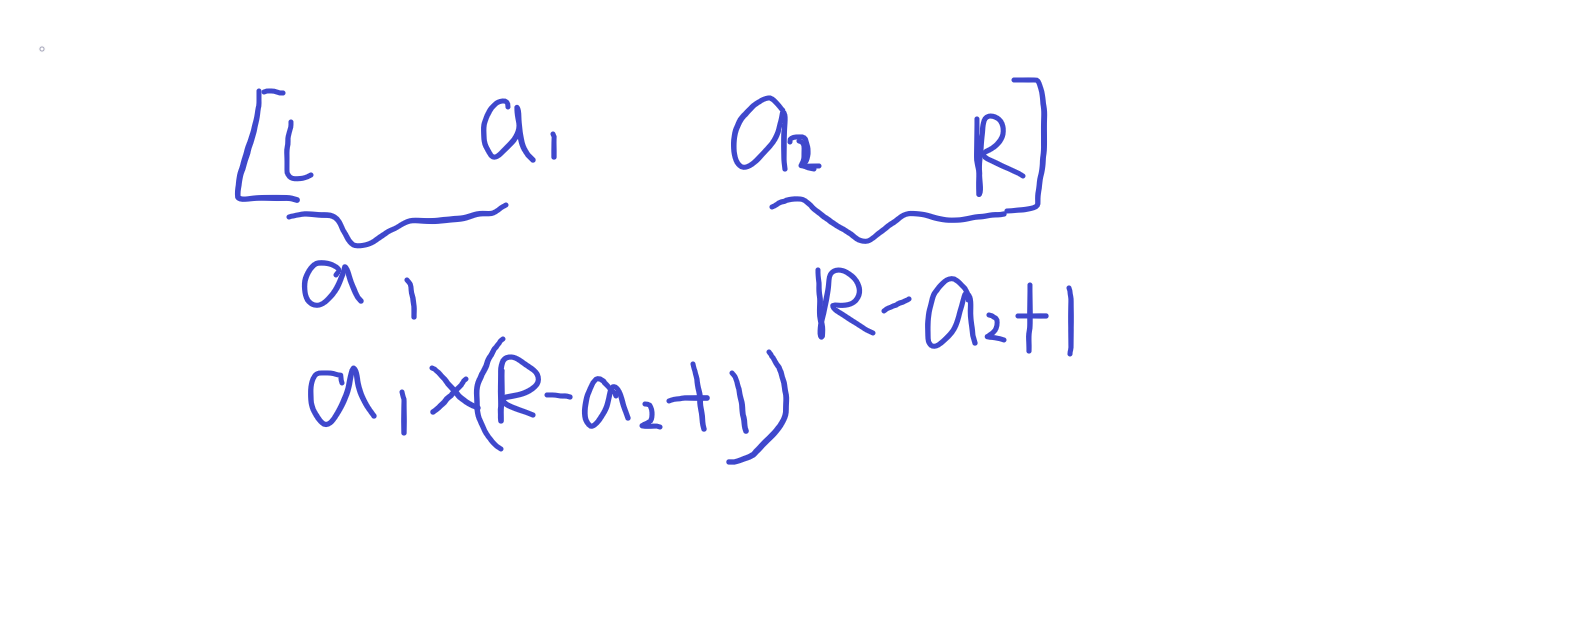 [L a₁ a₂ R]
a₁ R-a₂+1
a₁×(R-a₂+1)